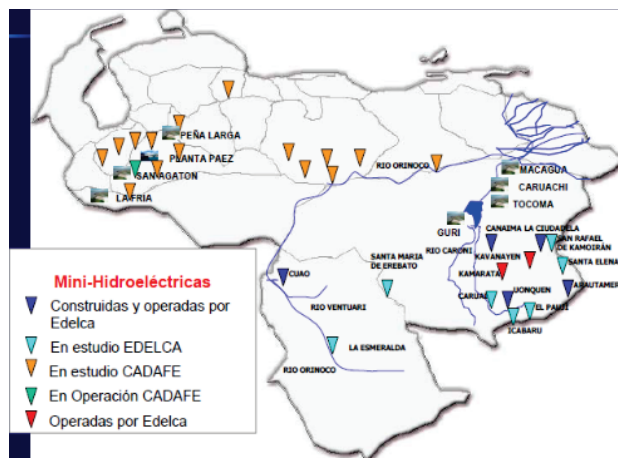 PEÑA LARGA
PLANTA PAEZ
SAN AGATON
LA FRIA
RIO ORINOCO
MACAGUA
CARUACHI
TOCOMA
GURI
CANAIMA LA CIUDADELA
RIO CARONI
KAVANAYEN
SAN RAFAEL
DE KAMOIRÁN
SANTA ELENA
KAMARATA
SANTA MARIA
DE EREBATO
CUAO
CARUAI
UONQUEN
ARAUTAMER
RIO VENTUARI
EL PAUJI
ICABARU
LA ESMERALDA
RIO ORINOCO
Mini-Hidroeléctricas
Construidas y operadas por
Edelca
En estudio EDELCA
En estudio CADAFE
En Operación CADAFE
Operadas por Edelca